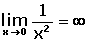 lim x→0 1/x² = ∞